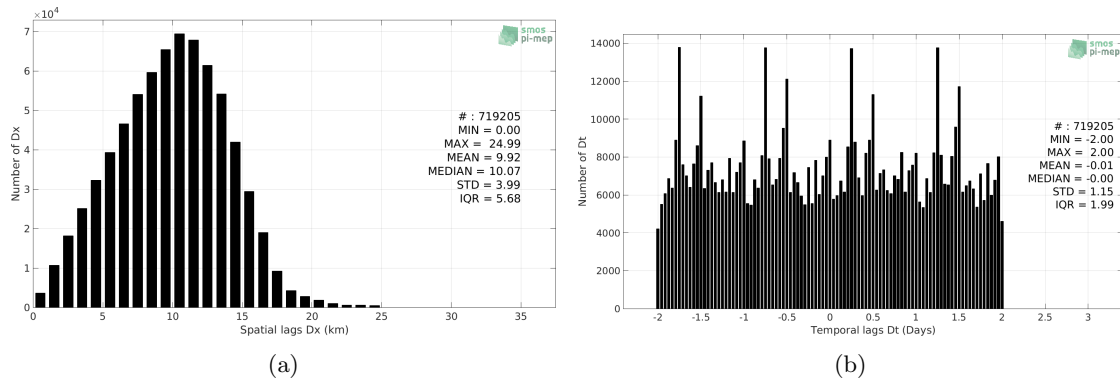 ×10⁴
7
6
5
4
3
2
1
0
Number of Dx
smos
pi-mep
# : 719205
MIN = 0.00
MAX = 24.99
MEAN = 9.92
MEDIAN = 10.07
STD = 3.99
IQR = 5.68
0 5 10 15 20 25 30 35
Spatial lags Dx (km)
(a)
14000
12000
10000
8000
6000
4000
2000
0
Number of Dt
smos
pi-mep
# : 719205
MIN = -2.00
MAX = 2.00
MEAN = -0.01
MEDIAN = -0.00
STD = 1.15
IQR = 1.99
-2 -1.5 -1 -0.5 0 0.5 1 1.5 2 2.5 3
Temporal lags Dt (Days)
(b)